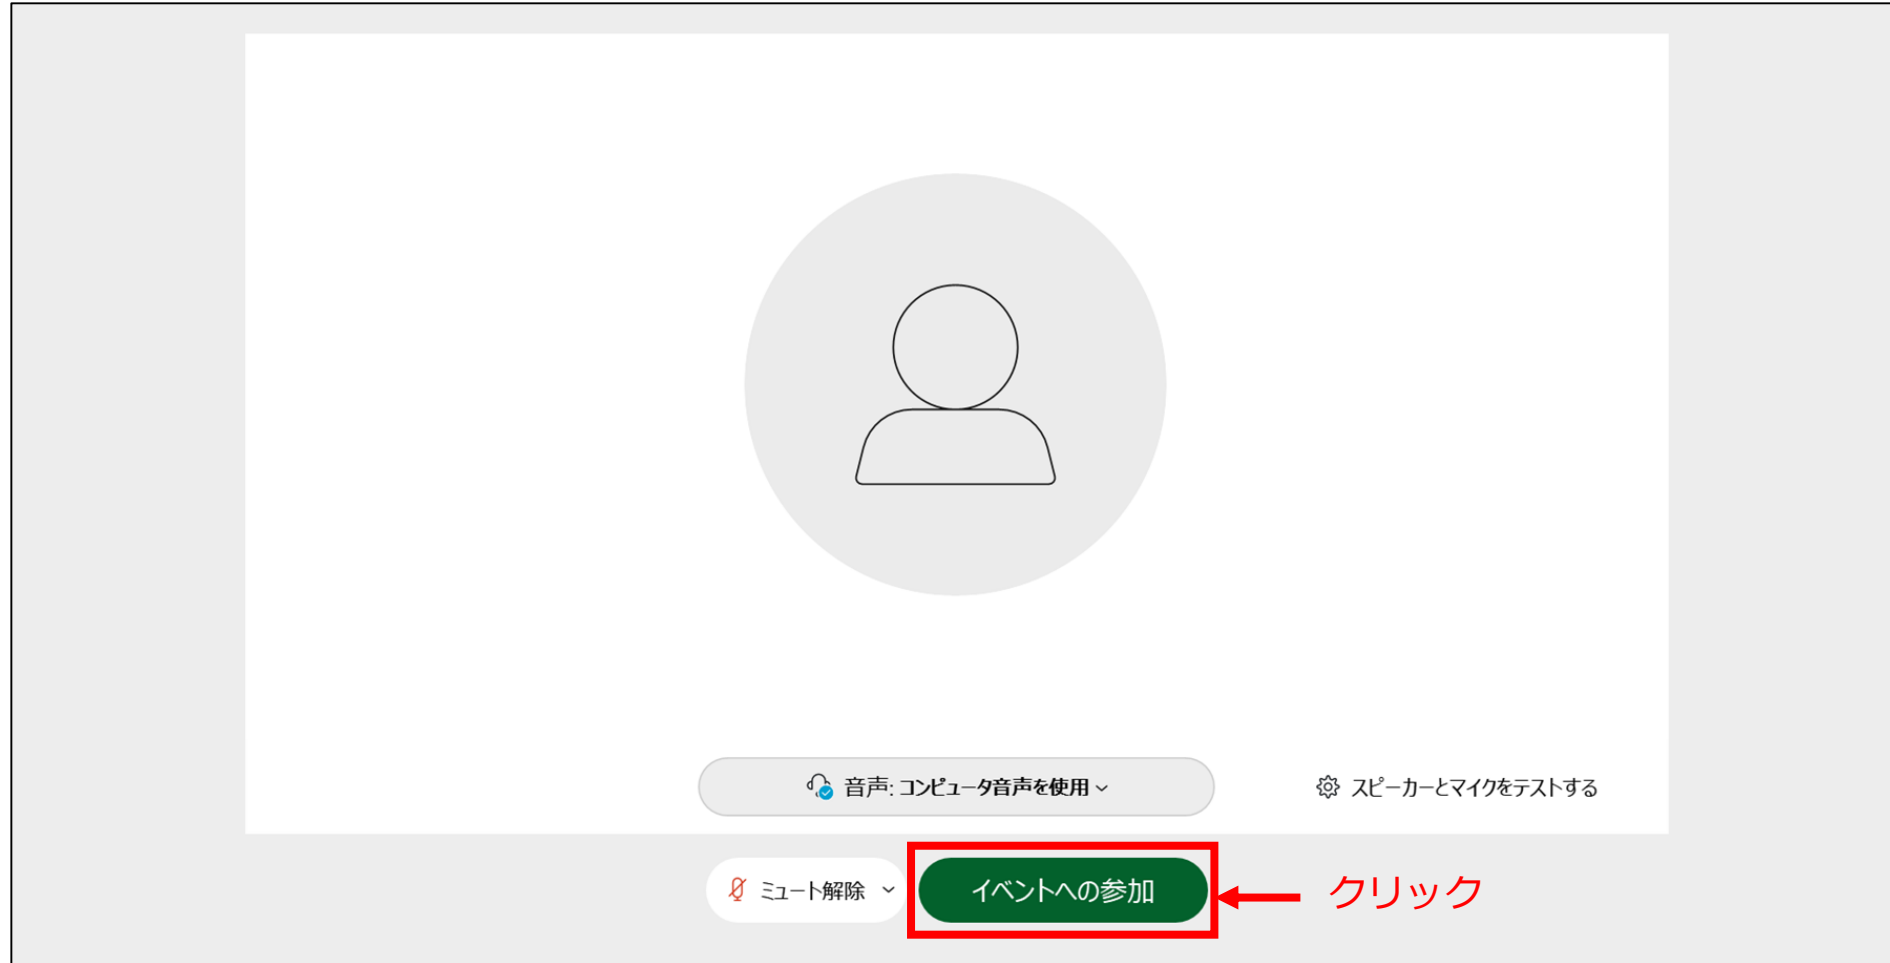 音声: コンピュータ音声を使用
スピーカーとマイクをテストする
ミュート解除
イベントへの参加
クリック